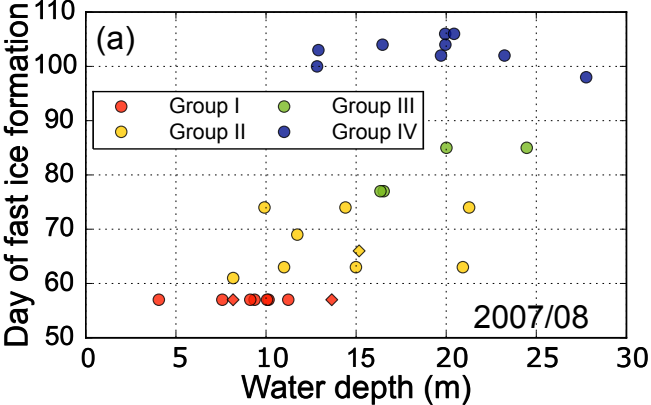 110
(a)
100
Group I
Group III
90
Group II
Group IV
80
70
60
50
2007/08
0 5 10 15 20 25 30
Water depth (m)
Day of fast ice formation